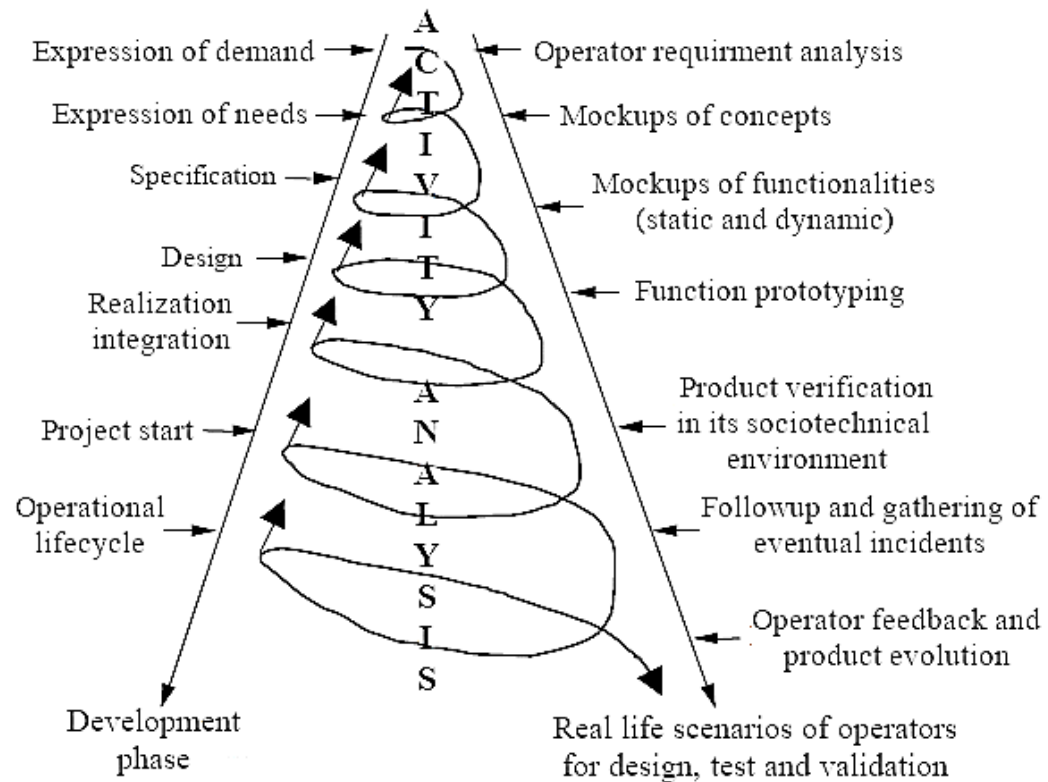 Expression of demand
Expression of needs
Specification
Design
Realization
integration
Project start
Operational
lifecycle
Development
phase
A
C
T
I
V
I
T
Y
A
N
A
L
Y
S
I
S
Operator requirment analysis
Mockups of concepts
Mockups of functionalities
(static and dynamic)
Function prototyping
Product verification
in its sociotechnical
environment
Followup and gathering of
eventual incidents
Operator feedback and
product evolution
Real life scenarios of operators
for design, test and validation